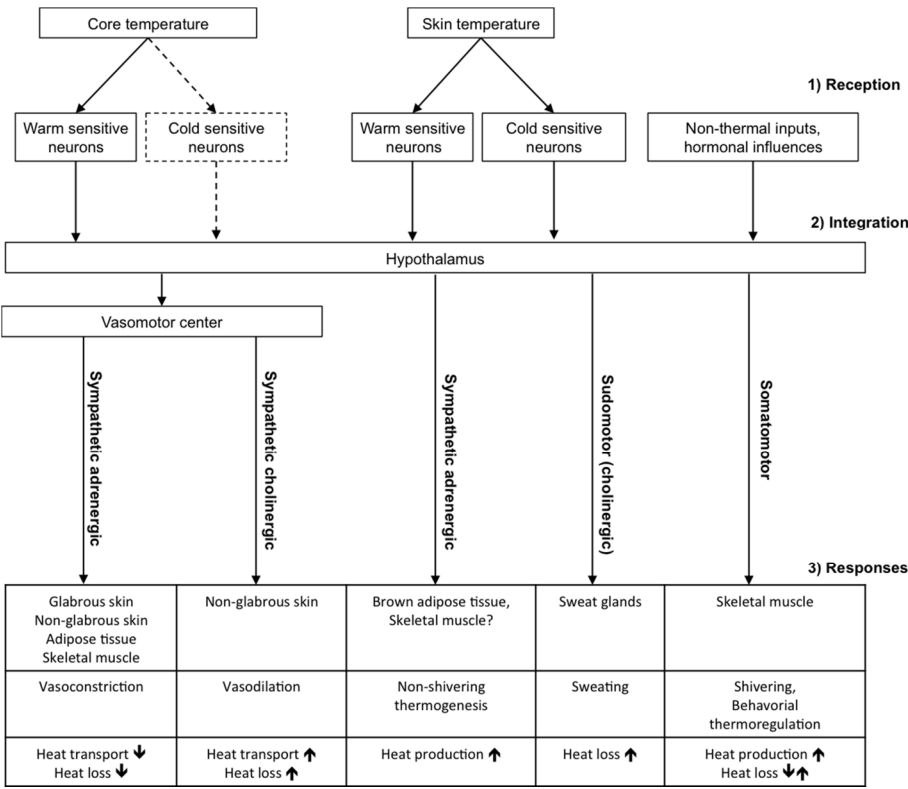 Core temperature
Skin temperature
1) Reception
Warm sensitive
neurons
Cold sensitive
neurons
Warm sensitive
neurons
Cold sensitive
neurons
Non-thermal inputs,
hormonal influences
2) Integration
Hypothalamus
Vasomotor center
Sympathetic adrenergic
Sympathetic cholinergic
Sympathetic adrenergic
Sudomotor (cholinergic)
Somatomotor
3) Responses
Glabrous skin
Non-glabrous skin
Adipose tissue
Skeletal muscle
Non-glabrous skin
Brown adipose tissue,
Skeletal muscle?
Sweat glands
Skeletal muscle
Vasoconstriction
Vasodilation
Non-shivering
thermogenesis
Sweating
Shivering,
Behavorial
thermoregulation
Heat transport 🡫
Heat loss 🡫
Heat transport 🡩
Heat loss 🡩
Heat production 🡩
Heat loss 🡩
Heat production 🡩
Heat loss 🡫🡩